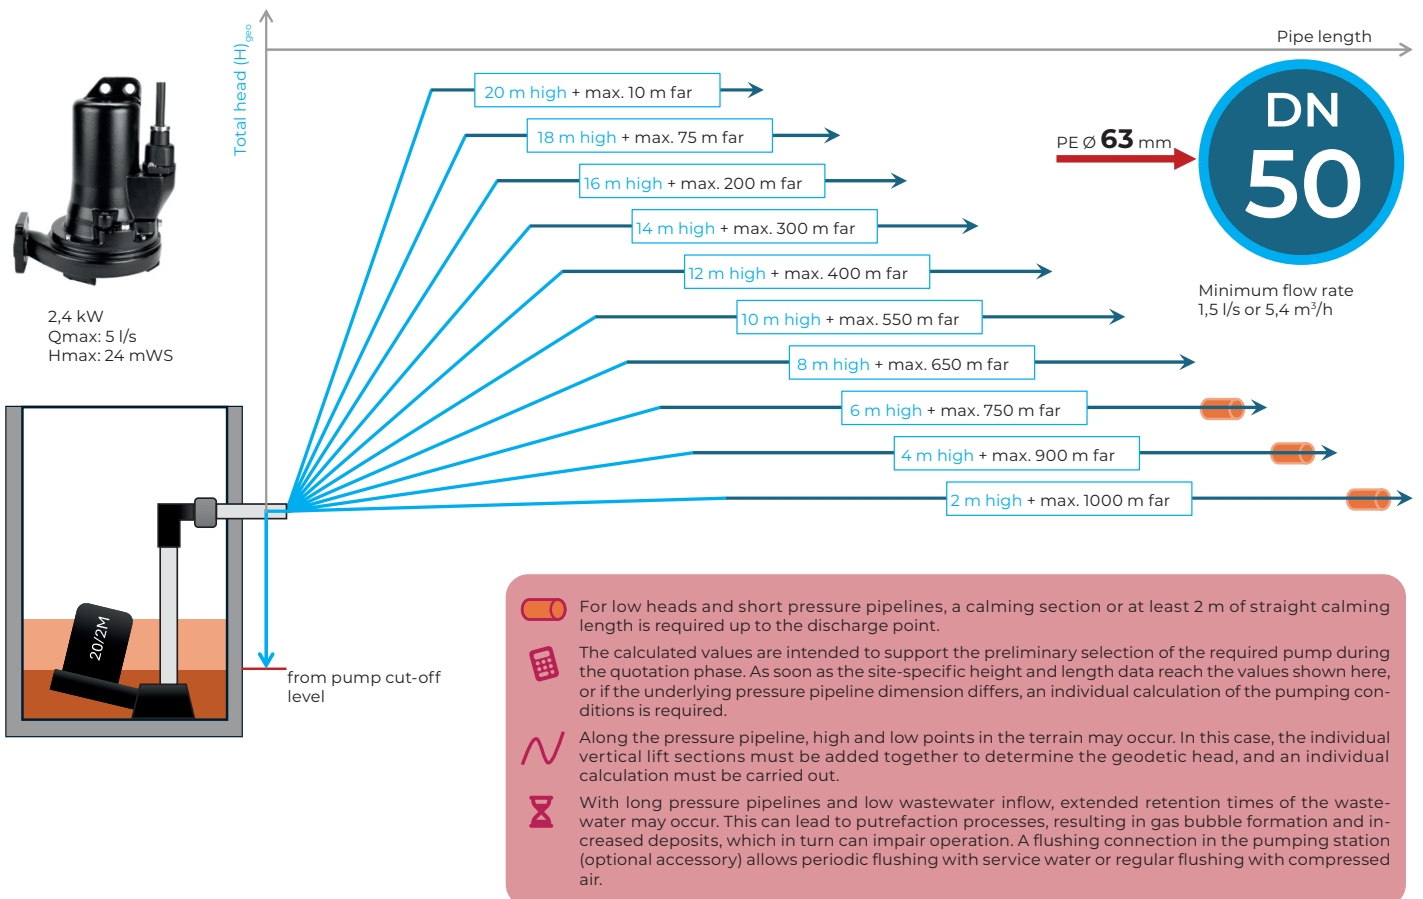 Total head (H)geo
Pipe length
20 m high + max. 10 m far
18 m high + max. 75 m far
16 m high + max. 200 m far
14 m high + max. 300 m far
12 m high + max. 400 m far
10 m high + max. 550 m far
8 m high + max. 650 m far
6 m high + max. 750 m far
4 m high + max. 900 m far
2 m high + max. 1000 m far
PE Ø 63 mm
DN
50
Minimum flow rate
1,5 l/s or 5,4 m³/h
2,4 kW
Qmax: 5 l/s
Hmax: 24 mWS
20/2M
from pump cut-off
level
For low heads and short pressure pipelines, a calming section or at least 2 m of straight calming
length is required up to the discharge point.
The calculated values are intended to support the preliminary selection of the required pump during
the quotation phase. As soon as the site-specific height and length data reach the values shown here,
or if the underlying pressure pipeline dimension differs, an individual calculation of the pumping con-
ditions is required.
Along the pressure pipeline, high and low points in the terrain may occur. In this case, the individual
vertical lift sections must be added together to determine the geodetic head, and an individual
calculation must be carried out.
With long pressure pipelines and low wastewater inflow, extended retention times of the waste-
water may occur. This can lead to putrefaction processes, resulting in gas bubble formation and in-
creased deposits, which in turn can impair operation. A flushing connection in the pumping station
(optional accessory) allows periodic flushing with service water or regular flushing with compressed
air.